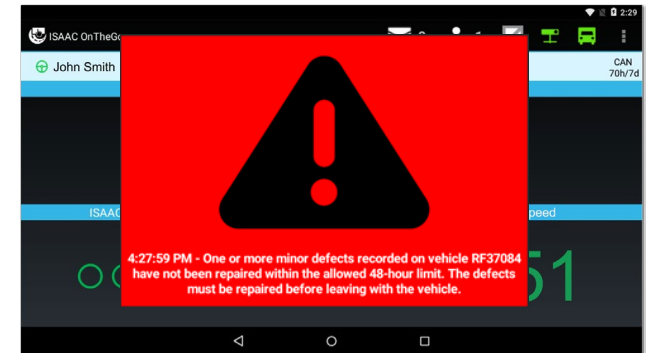 2:29
ISAAC OnTheGo
John Smith
CAN
70h/7d
ISAAC
peed
51
4:27:59 PM - One or more minor defects recorded on vehicle RF37084
have not been repaired within the allowed 48-hour limit. The defects
must be repaired before leaving with the vehicle.